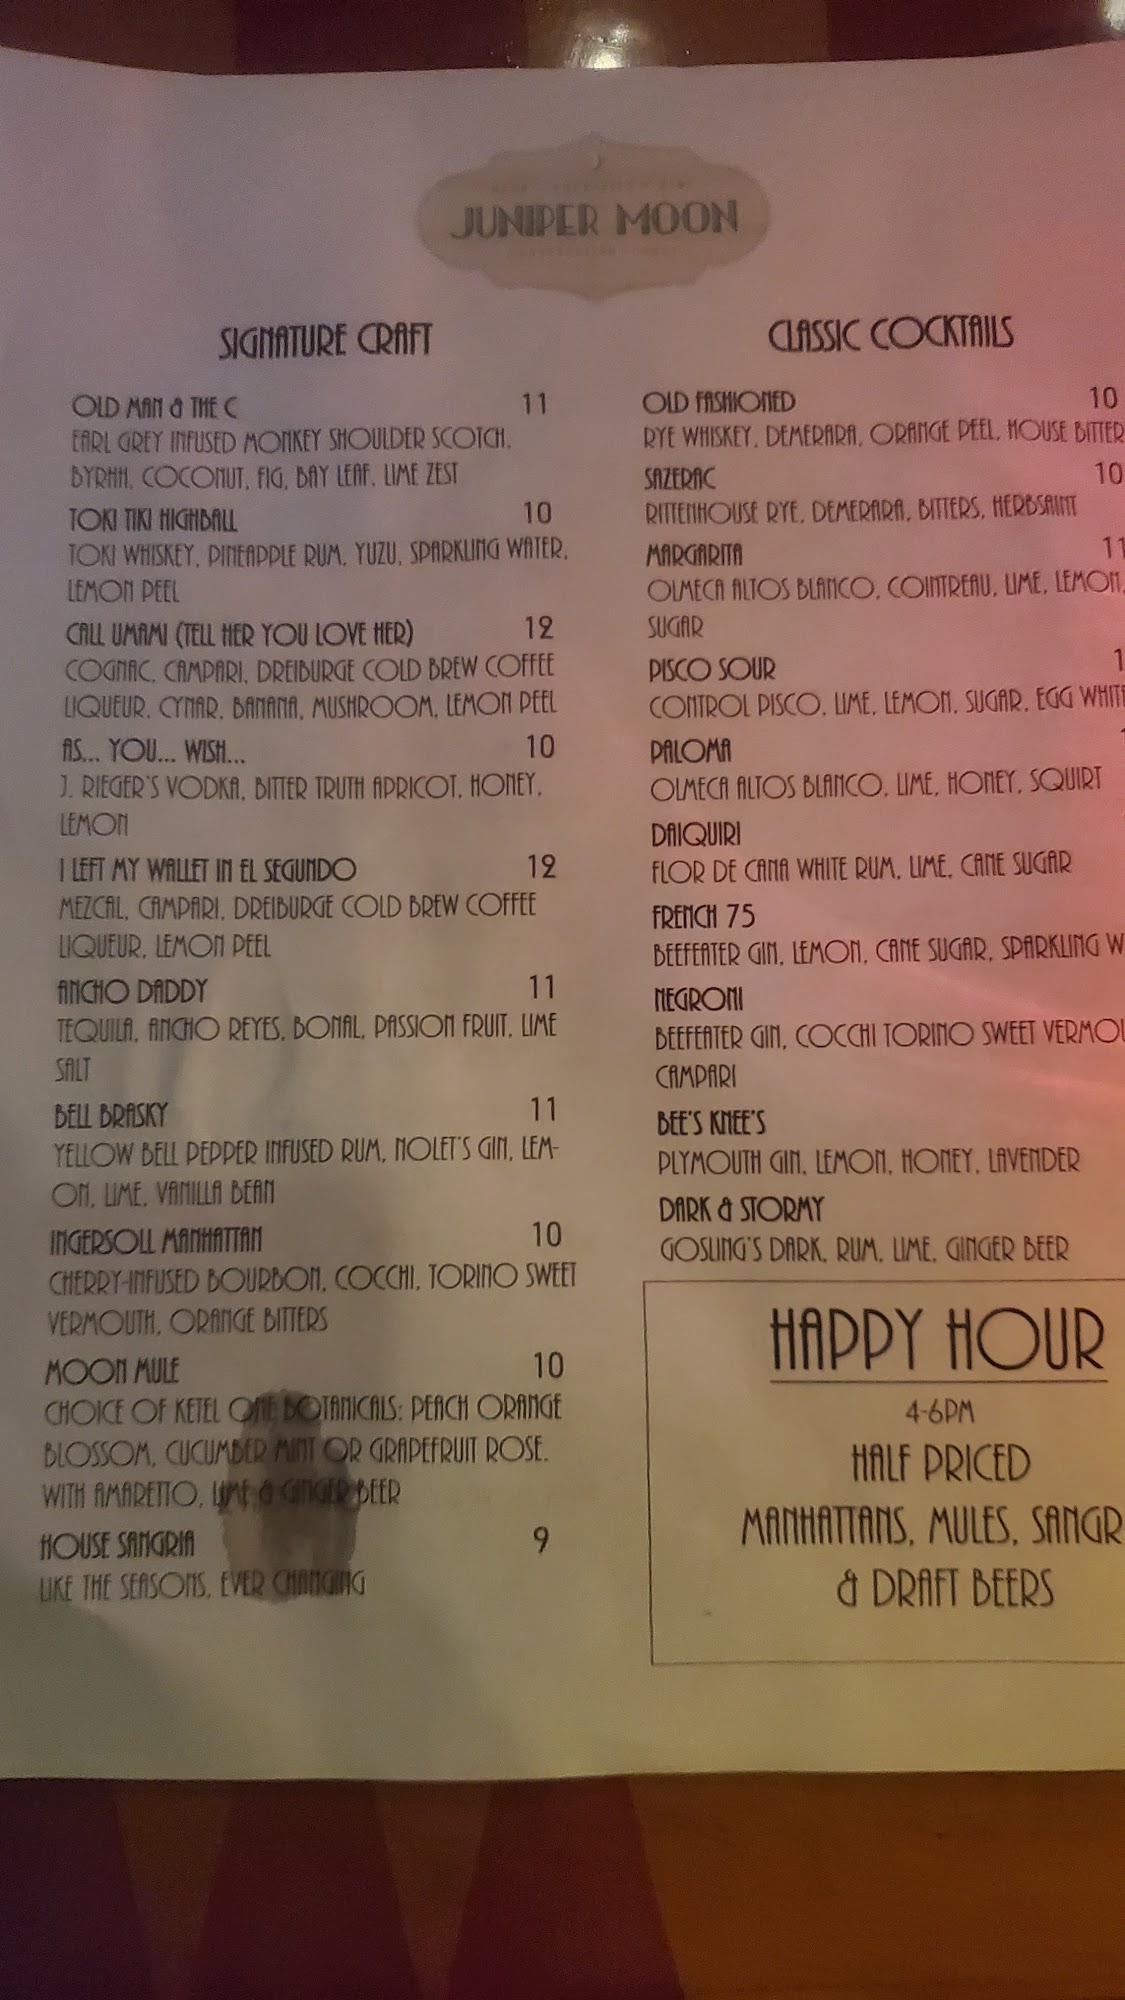 JUNIPER MOON
SIGNATURE CRAFT
OLD MAN & THE C 11
EARL GREY INFUSED MONKEY SHOULDER SCOTCH,
BYRHH, COCONUT, FIG, BAY LEAF, LIME ZEST
TOKI TIKI HIGHBALL 10
TOKI WHISKEY, PINEAPPLE RUM, YUZU, SPARKLING WATER,
LEMON PEEL
CALL UMAMI (TELL HER YOU LOVE HER) 12
COGNAC, CAMPARI, DREIBURGE COLD BREW COFFEE
LIQUEUR, CYNAR, BANANA, MUSHROOM, LEMON PEEL
AS... YOU... WISH... 10
J. RIEGER'S VODKA, BITTER TRUTH APRICOT, HONEY,
LEMON
I LEFT MY WALLET IN EL SEGUNDO 12
MEZCAL, CAMPARI, DREIBURGE COLD BREW COFFEE
LIQUEUR, LEMON PEEL
ANCHO DADDY 11
TEQUILA, ANCHO REYES, BONAL, PASSION FRUIT, LIME
SALT
BELL BRASKY 11
YELLOW BELL PEPPER INFUSED RUM, NOLET'S GIN, LEM-
ON, LIME, VANILLA BEAN
INGERSOLL MANHATTAN 10
CHERRY-INFUSED BOURBON, COCCHI, TORINO SWEET
VERMOUTH, ORANGE BITTERS
MOON MULE 10
CHOICE OF KETEL ONE BOTANICALS: PEACH ORANGE
BLOSSOM, CUCUMBER MINT OR GRAPEFRUIT ROSE.
WITH AMARETTO, LIME & GINGER BEER
HOUSE SANGRIA 9
LIKE THE SEASONS, EVER CHANGING
CLASSIC COCKTAILS
OLD FASHIONED 10
RYE WHISKEY, DEMERARA, ORANGE PEEL, HOUSE BITTER
SAZERAC 10
RITTENHOUSE RYE, DEMERARA, BITTERS, HERBSAINT
MARGARITA 11
OLMECA ALTOS BLANCO, COINTREAU, LIME, LEMON,
SUGAR
PISCO SOUR 1
CONTROL PISCO, LIME, LEMON, SUGAR, EGG WHITE
PALOMA
OLMECA ALTOS BLANCO, LIME, HONEY, SQUIRT
DAIQUIRI
FLOR DE CANA WHITE RUM, LIME, CANE SUGAR
FRENCH 75
BEEFEATER GIN, LEMON, CANE SUGAR, SPARKLING W
NEGRONI
BEEFEATER GIN, COCCHI TORINO SWEET VERMOU
CAMPARI
BEE'S KNEE'S
PLYMOUTH GIN, LEMON, HONEY, LAVENDER
DARK & STORMY
GOSLING'S DARK, RUM, LIME, GINGER BEER
HAPPY HOUR
4-6PM
HALF PRICED
MANHATTANS, MULES, SANGR
& DRAFT BEERS